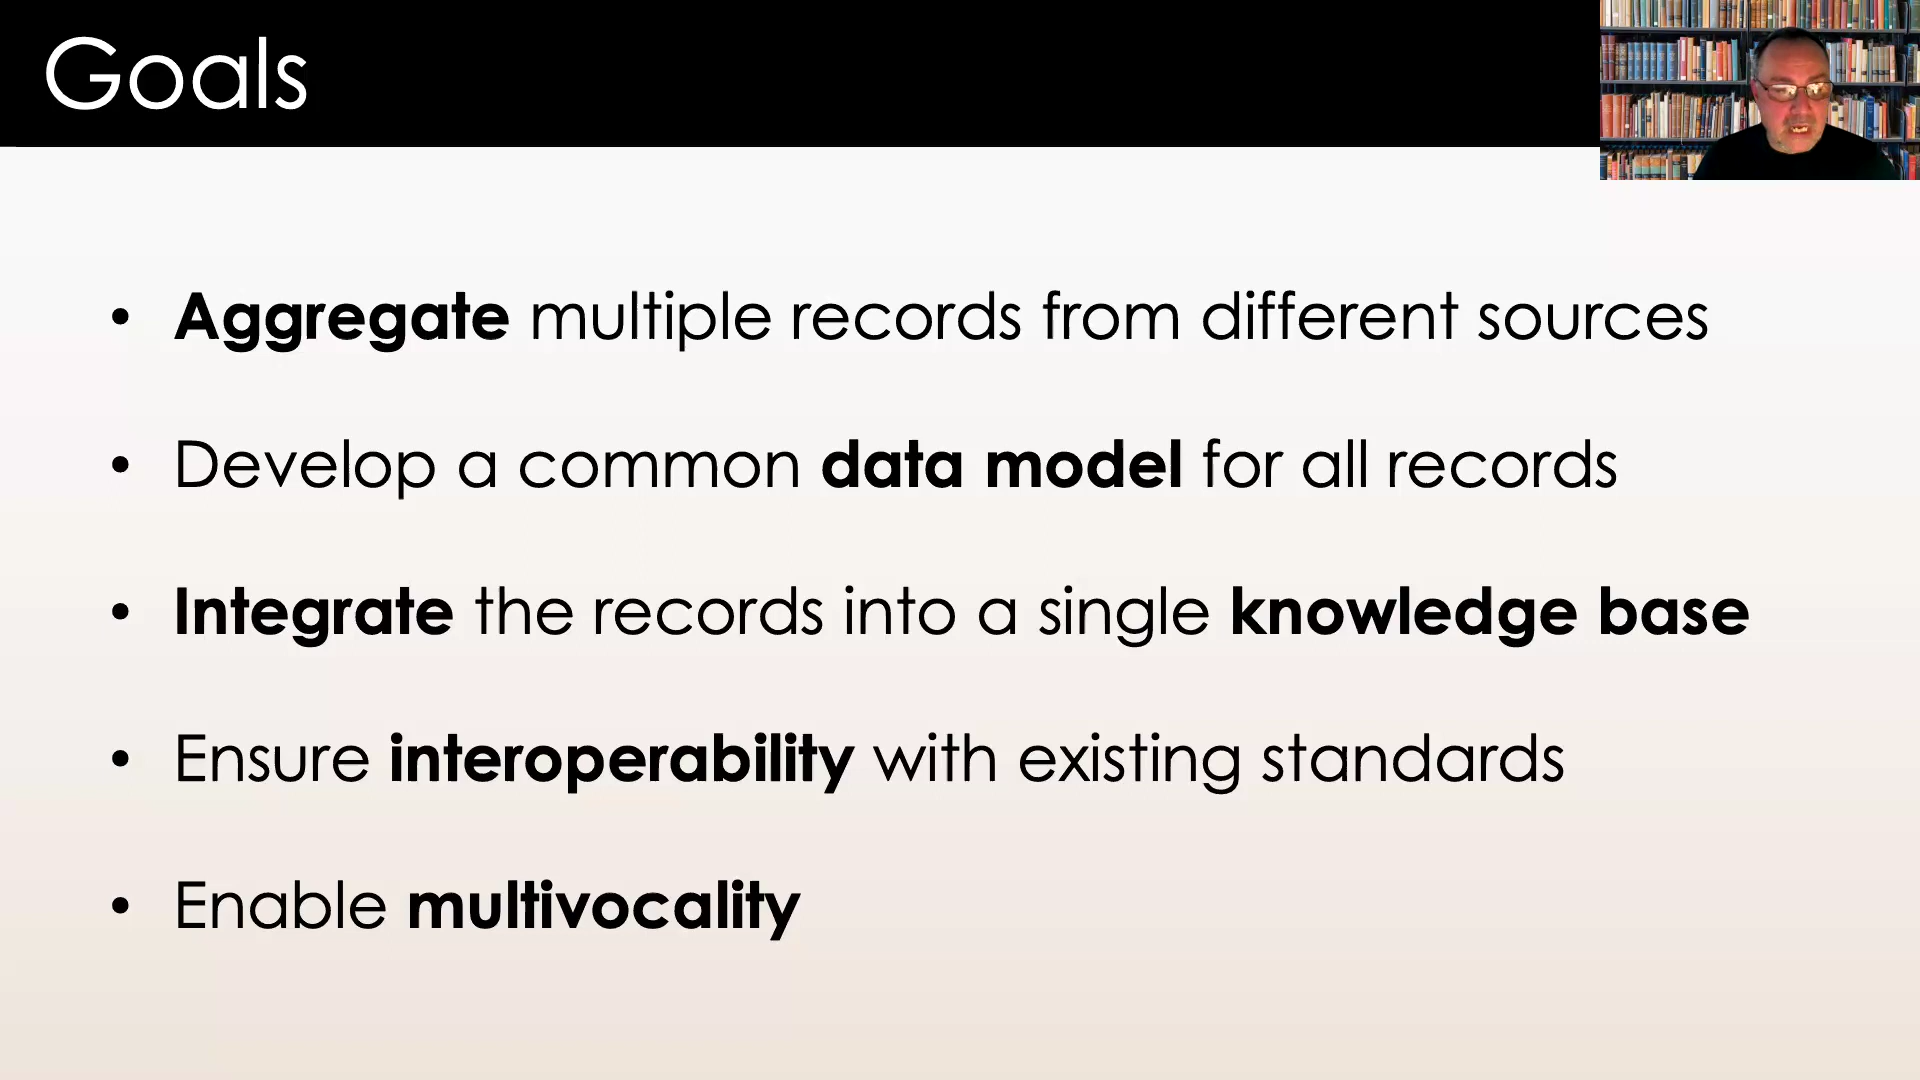 Goals
• Aggregate multiple records from different sources
• Develop a common data model for all records
• Integrate the records into a single knowledge base
• Ensure interoperability with existing standards
• Enable multivocality